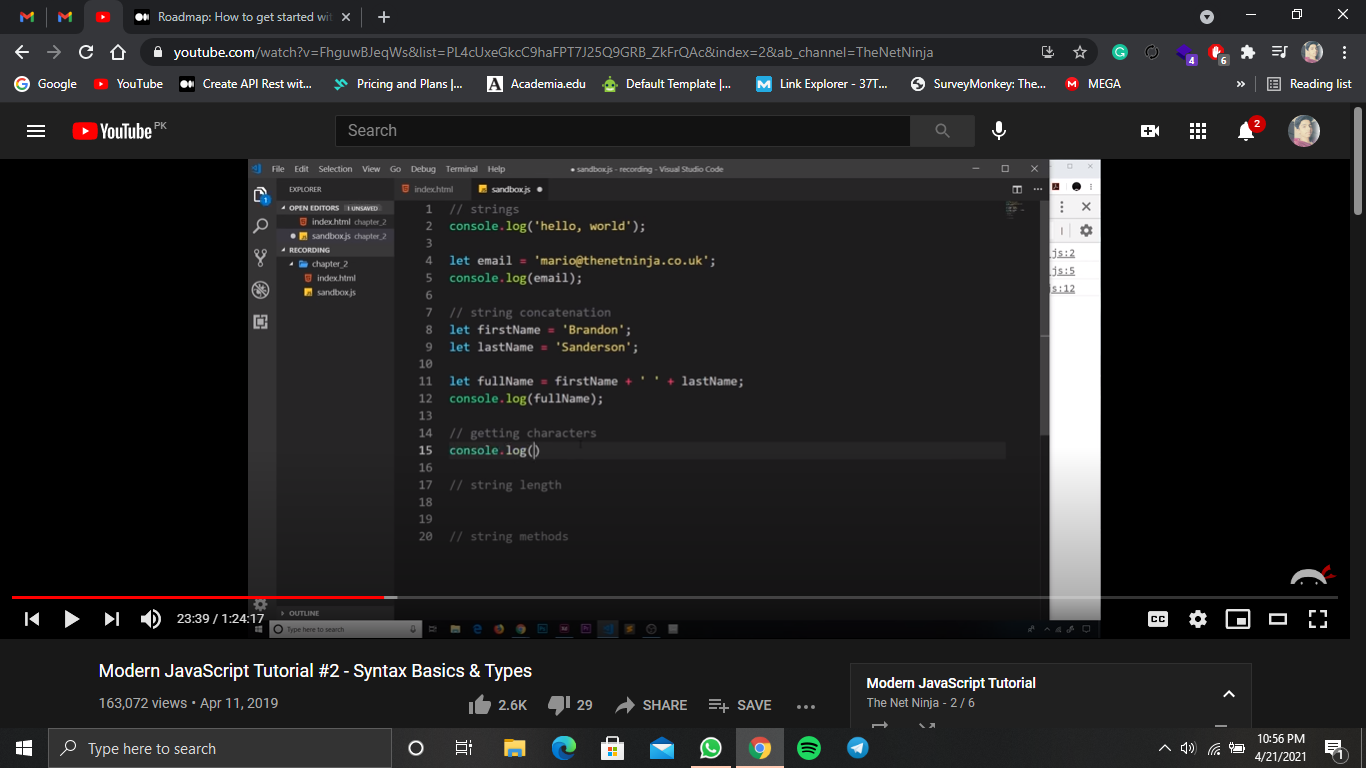 Roadmap: How to get started wit
youtube.com/watch?v=FhguwBJeqWs&list=PL4cUxeGkcC9haFPT7J25Q9GRB_ZkFrQAc&index=2&ab_channel=TheNetNinja
4
6
Google YouTube Create API Rest wit... Pricing and Plans |... Academia.edu Default Template |... Link Explorer - 37T... SurveyMonkey: The... MEGA » Reading list
YouTube PK
Search
2
File Edit Selection View Go Debug Terminal Help
● sandbox.js - recording - Visual Studio Code
EXPLORER
index.html
sandbox.js ●
OPEN EDITORS 1 UNSAVED
index.html chapter_2
● sandbox.js chapter_2
RECORDING
chapter_2
index.html
sandbox.js
1 // strings
2 console.log('hello, world');
3
4 let email = 'mario@thenetninja.co.uk';
5 console.log(email);
6
7 // string concatenation
8 let firstName = 'Brandon';
9 let lastName = 'Sanderson';
10
11 let fullName = firstName + ' ' + lastName;
12 console.log(fullName);
13
14 // getting characters
15 console.log()
16
17 // string length
18
19
20 // string methods
js:2
js:5
js:12
OUTLINE
Type here to search
23:39 / 1:24:17
CC
Modern JavaScript Tutorial #2 - Syntax Basics & Types
163,072 views • Apr 11, 2019
2.6K 29 SHARE SAVE ...
Modern JavaScript Tutorial
The Net Ninja - 2 / 6
Type here to search
10:56 PM
4/21/2021
1